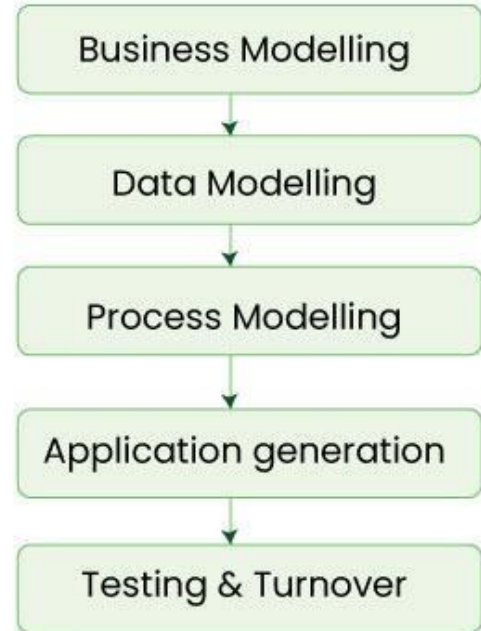 Business Modelling
Data Modelling
Process Modelling
Application generation
Testing & Turnover